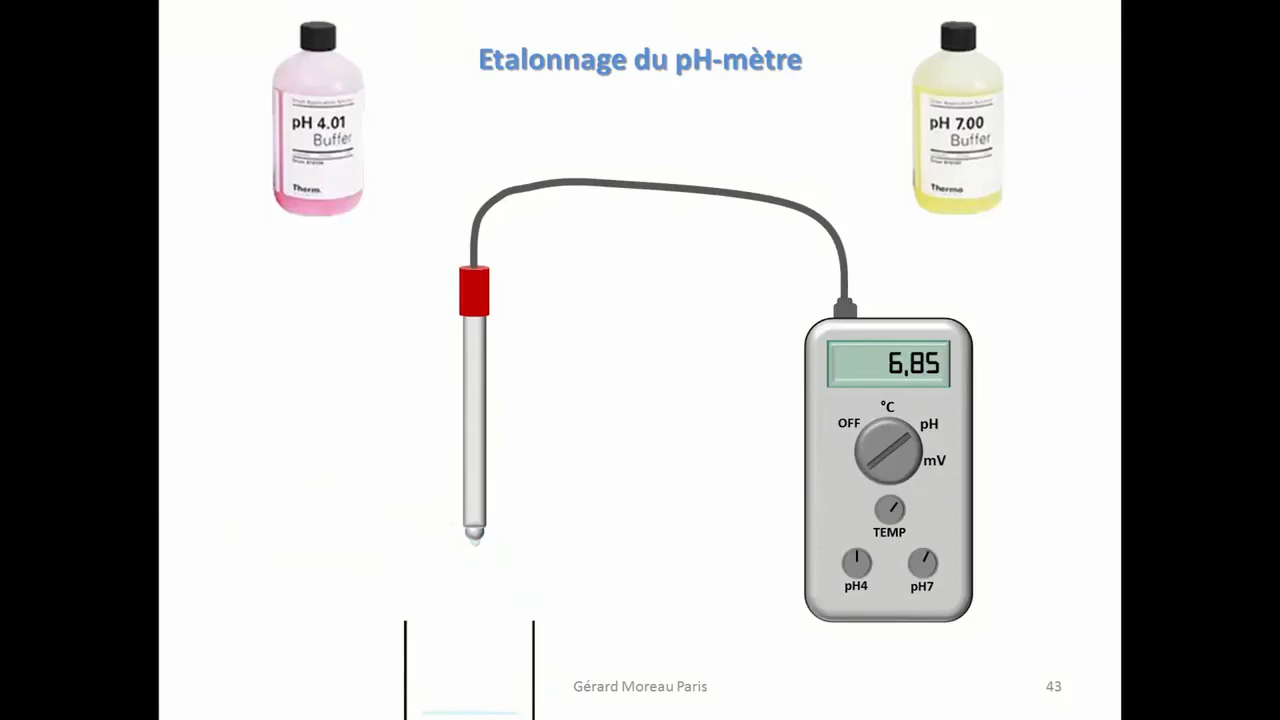 Etalonnage du pH-mètre
pH 4.01
Buffer
Therm.
pH 7.00
Buffer
Thermo
6,85
°C
OFF
pH
mV
TEMP
pH4
pH7
Gérard Moreau Paris
43